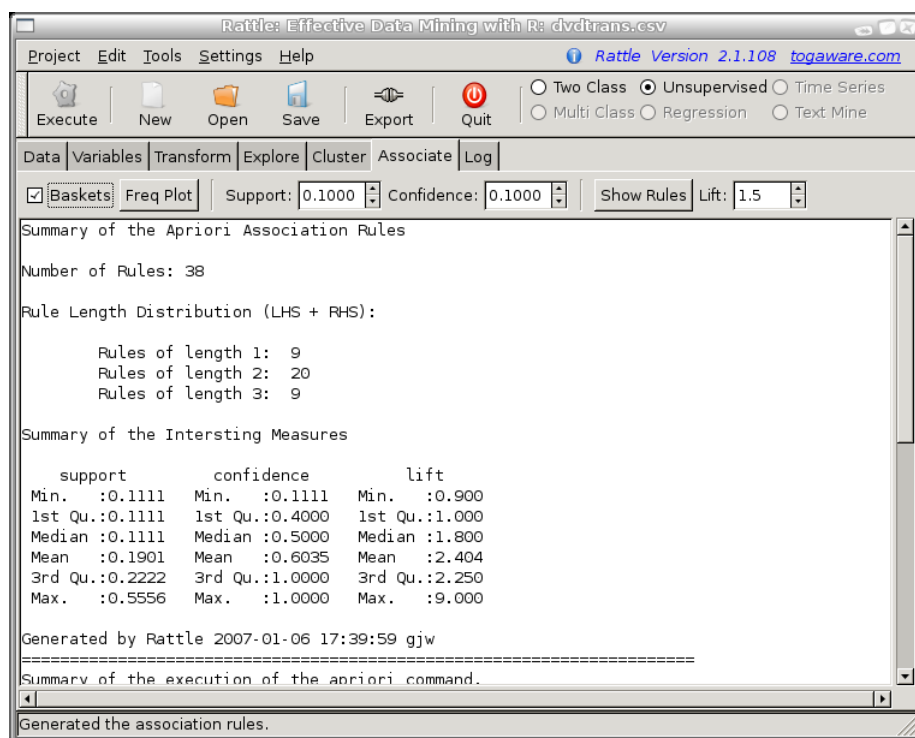 Rattle: Effective Data Mining with R: dvdtrans.csv
Project Edit Tools Settings Help Rattle Version 2.1.108 togaware.com
Execute New Open Save Export Quit Two Class Unsupervised Time Series
Multi Class Regression Text Mine
Data Variables Transform Explore Cluster Associate Log
Baskets Freq Plot Support: 0.1000 Confidence: 0.1000 Show Rules Lift: 1.5
Summary of the Apriori Association Rules
Number of Rules: 38
Rule Length Distribution (LHS + RHS):
Rules of length 1: 9
Rules of length 2: 20
Rules of length 3: 9
Summary of the Intersting Measures
support confidence lift
Min. :0.1111 Min. :0.1111 Min. :0.900
1st Qu.:0.1111 1st Qu.:0.4000 1st Qu.:1.000
Median :0.1111 Median :0.5000 Median :1.800
Mean :0.1901 Mean :0.6035 Mean :2.404
3rd Qu.:0.2222 3rd Qu.:1.0000 3rd Qu.:2.250
Max. :0.5556 Max. :1.0000 Max. :9.000
Generated by Rattle 2007-01-06 17:39:59 gjw
======================================================================
Summary of the execution of the apriori command.
Generated the association rules.